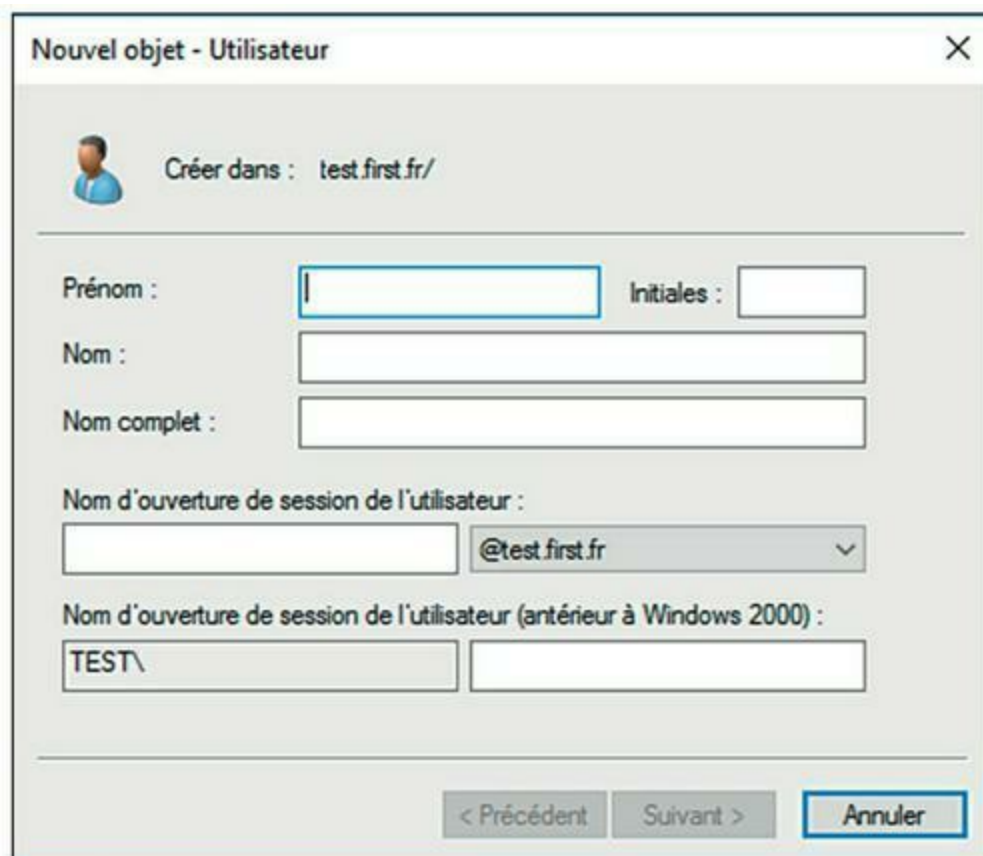 Nouvel objet - Utilisateur
Créer dans : test.first.fr/
Prénom :
Initiales :
Nom :
Nom complet :
Nom d'ouverture de session de l'utilisateur :
@test.first.fr
Nom d'ouverture de session de l'utilisateur (antérieur à Windows 2000) :
TEST\
< Précédent
Suivant >
Annuler